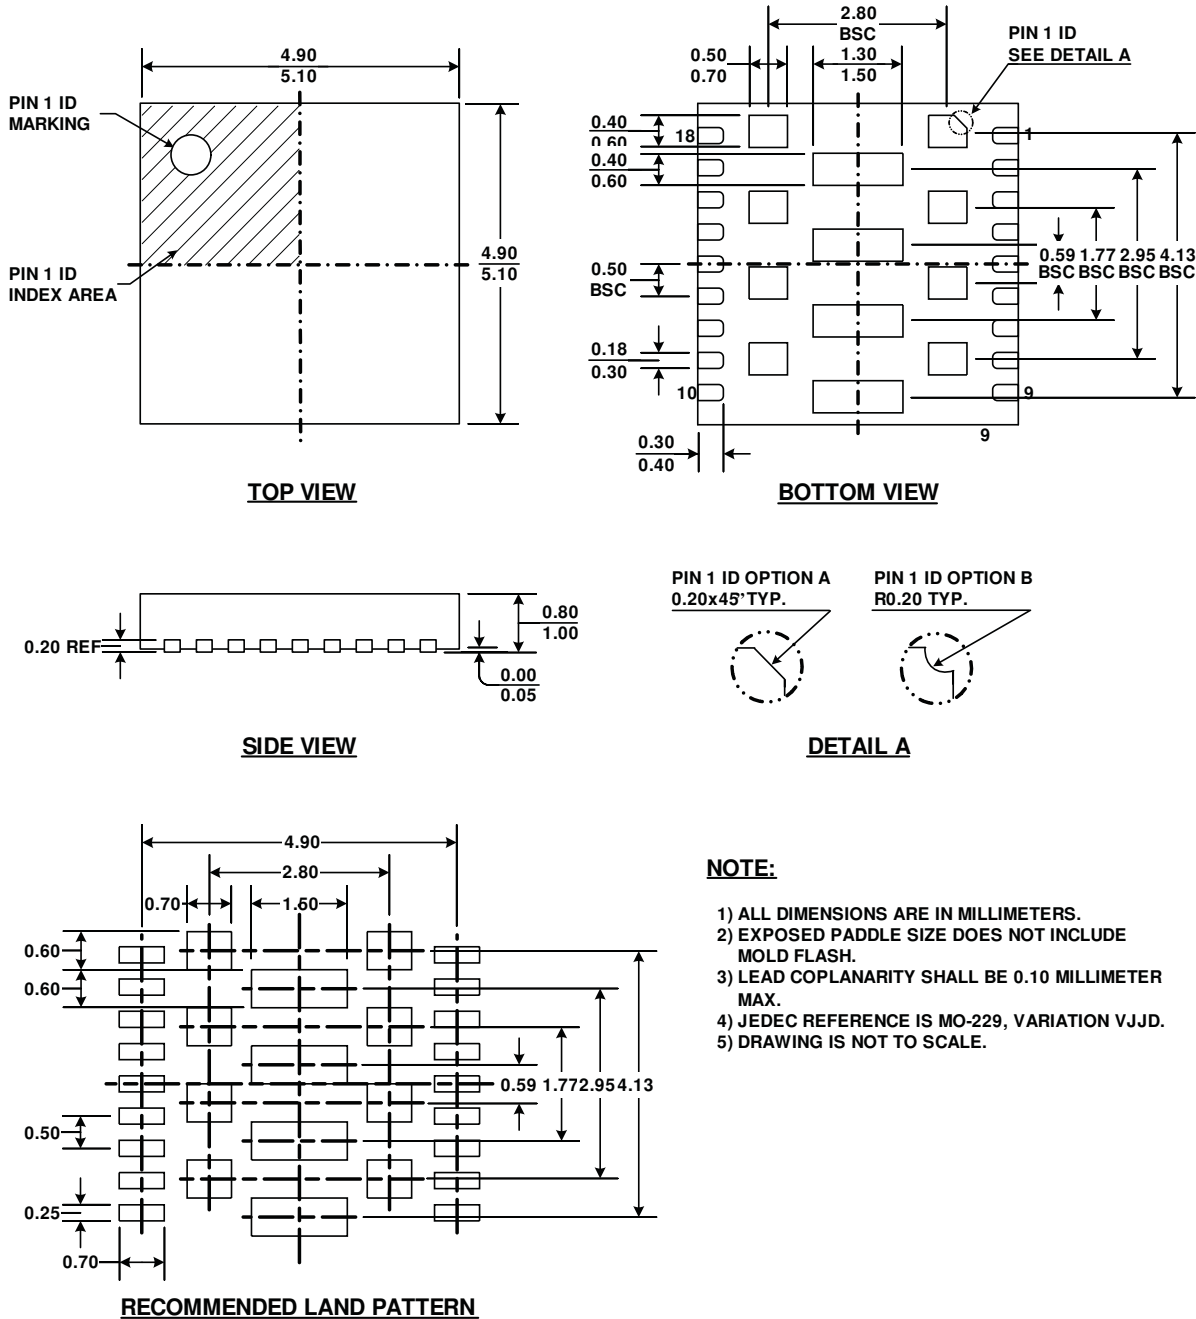 4.90
5.10
PIN 1 ID
MARKING
PIN 1 ID
INDEX AREA
4.90
5.10
TOP VIEW
2.80
BSC
0.50
0.70
1.30
1.50
PIN 1 ID
SEE DETAIL A
0.40
0.60
18
1
0.40
0.60
0.50
BSC
0.59 1.77 2.95 4.13
BSC BSC BSC BSC
0.18
0.30
10
9
9
0.30
0.40
BOTTOM VIEW
0.20 REF
0.80
1.00
0.00
0.05
SIDE VIEW
PIN 1 ID OPTION A
0.20x45° TYP.
PIN 1 ID OPTION B
R0.20 TYP.
DETAIL A
4.90
2.80
0.70
1.50
0.60
0.60
0.59 1.77 2.95 4.13
0.50
0.25
0.70
RECOMMENDED LAND PATTERN
NOTE:
1) ALL DIMENSIONS ARE IN MILLIMETERS.
2) EXPOSED PADDLE SIZE DOES NOT INCLUDE
MOLD FLASH.
3) LEAD COPLANARITY SHALL BE 0.10 MILLIMETER
MAX.
4) JEDEC REFERENCE IS MO-229, VARIATION VJJD.
5) DRAWING IS NOT TO SCALE.